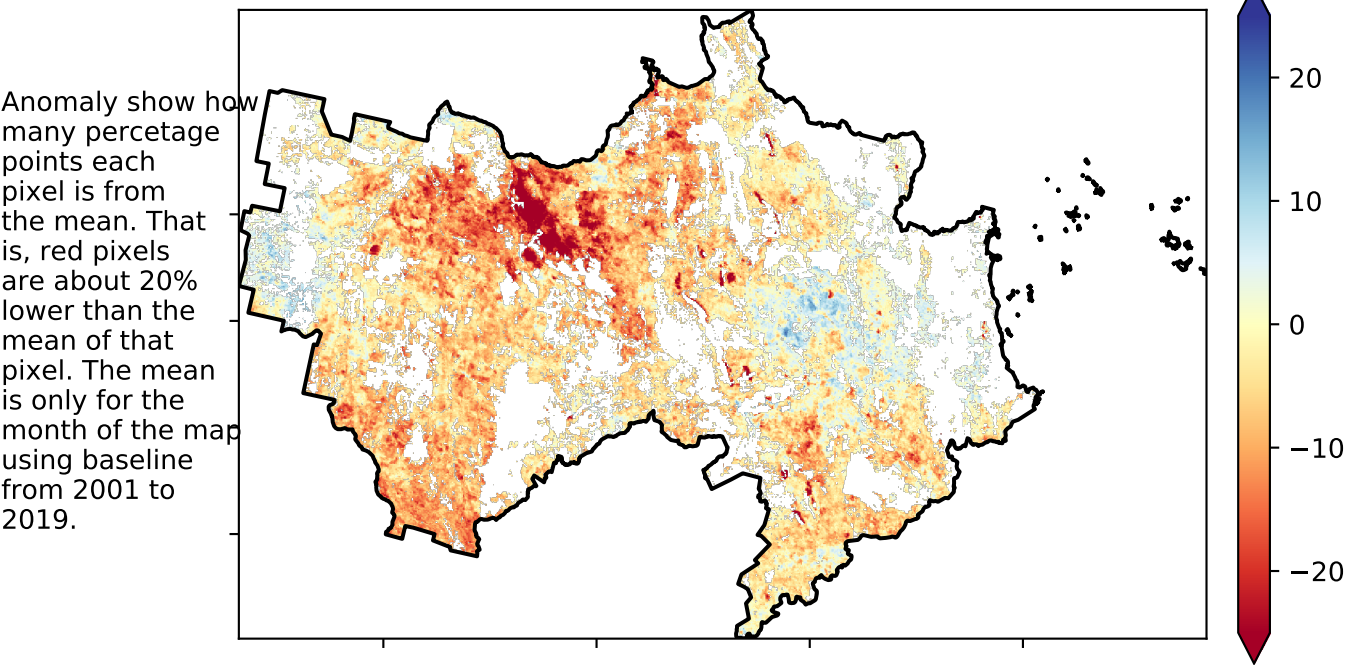 Anomaly show how
many percetage
points each
pixel is from
the mean. That
is, red pixels
are about 20%
lower than the
mean of that
pixel. The mean
is only for the
month of the map
using baseline
from 2001 to
2019.
20
10
0
−10
−20